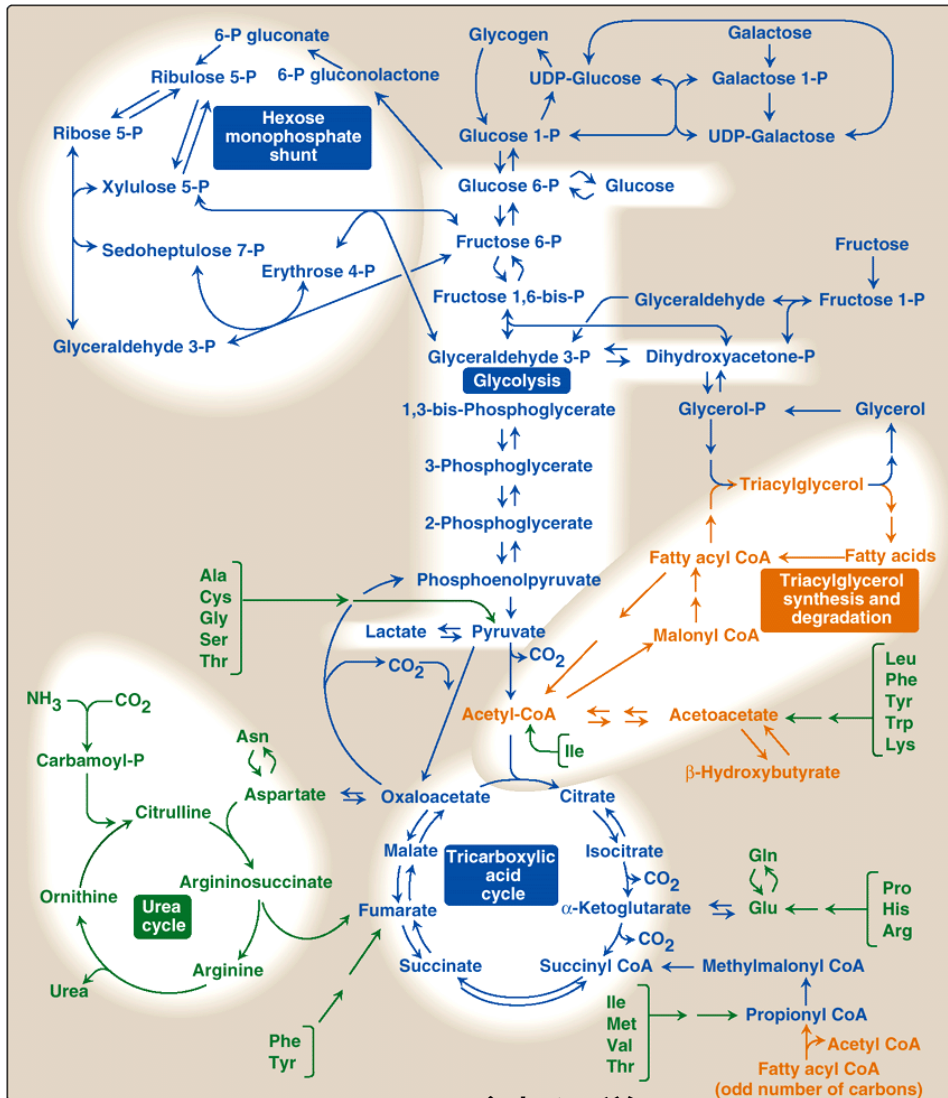 6-P gluconate
Ribulose 5-P
6-P gluconolactone
Ribose 5-P
Hexose
monophosphate
shunt
Xylulose 5-P
Sedoheptulose 7-P
Erythrose 4-P
Glyceraldehyde 3-P
Glycogen
UDP-Glucose
Glucose 1-P
Galactose
Galactose 1-P
UDP-Galactose
Glucose 6-P
Glucose
Fructose 6-P
Fructose 1,6-bis-P
Fructose
Glyceraldehyde
Fructose 1-P
Glyceraldehyde 3-P
Dihydroxyacetone-P
Glycolysis
1,3-bis-Phosphoglycerate
Glycerol-P
Glycerol
3-Phosphoglycerate
Triacylglycerol
2-Phosphoglycerate
Fatty acyl CoA
Fatty acids
Phosphoenolpyruvate
Triacylglycerol
synthesis and
degradation
Malonyl CoA
Ala
Cys
Gly
Ser
Thr
Lactate
Pyruvate
CO2
CO2
Acetyl-CoA
Acetoacetate
Leu
Phe
Tyr
Trp
Lys
Ile
β-Hydroxybutyrate
NH3
CO2
Carbamoyl-P
Asn
Aspartate
Citrulline
Ornithine
Argininosuccinate
Urea
cycle
Arginine
Urea
Oxaloacetate
Citrate
Malate
Isocitrate
Tricarboxylic
acid
cycle
CO2
Fumarate
α-Ketoglutarate
CO2
Succinate
Succinyl CoA
Gln
Glu
Pro
His
Arg
Methylmalonyl CoA
Phe
Tyr
Ile
Met
Val
Thr
Propionyl CoA
Acetyl CoA
Fatty acyl CoA
(odd number of carbons)